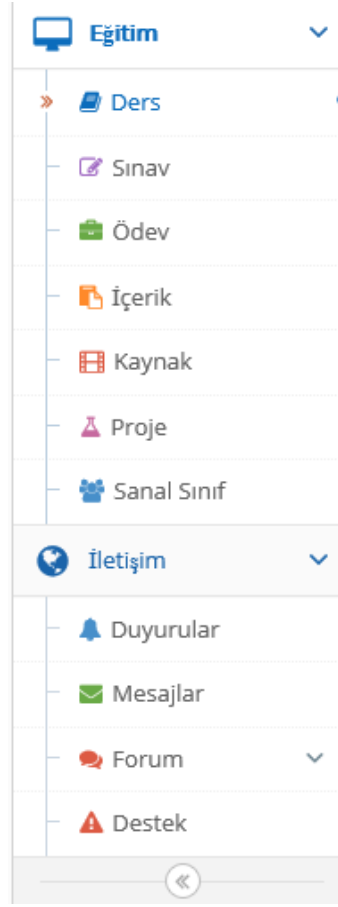 Eğitim
Ders
Sınav
Ödev
İçerik
Kaynak
Proje
Sanal Sınıf
İletişim
Duyurular
Mesajlar
Forum
Destek